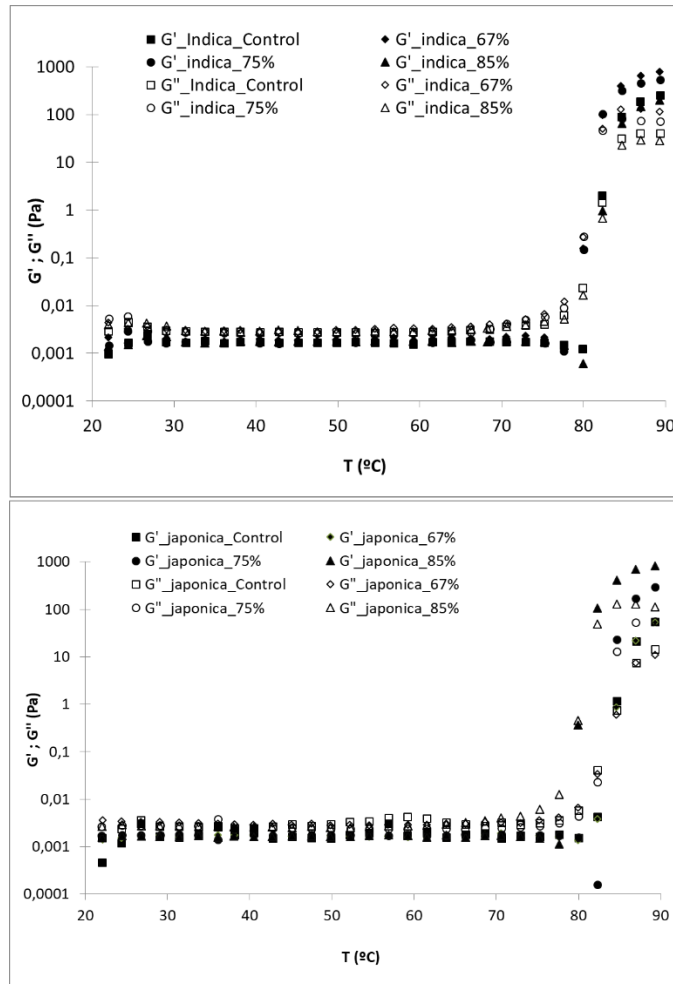 G'_Indica_Control G'_indica_67%
G'_indica_75% G'_indica_85%
G"_Indica_Control G"_indica_67%
G"_indica_75% G"_indica_85%
1000
100
10
1
0,1
0,01
0,001
0,0001
G' ; G'' (Pa)
20 30 40 50 60 70 80 90
T (ºC)
G'_japonica_Control G'_japonica_67%
G'_japonica_75% G'_japonica_85%
G"_japonica_Control G"_japonica_67%
G"_japonica_75% G"_japonica_85%
1000
100
10
1
0,1
0,01
0,001
0,0001
G' ; G'' (Pa)
20 30 40 50 60 70 80 90
T (ºC)